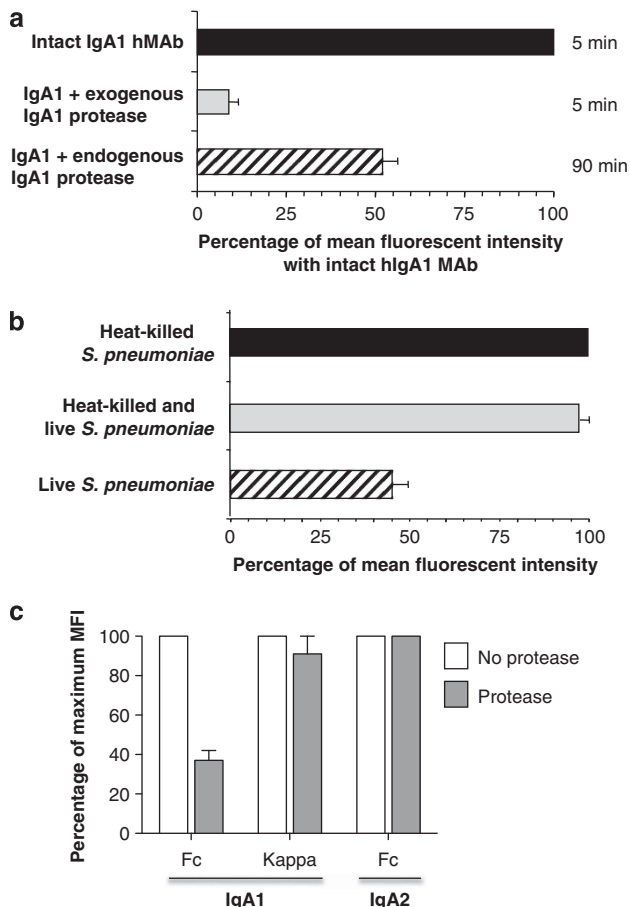 a
Intact IgA1 hMAb
5 min
IgA1 + exogenous
IgA1 protease
5 min
IgA1 + endogenous
IgA1 protease
90 min
0 25 50 75 100
Percentage of mean fluorescent intensity
with intact hIgA1 MAb
b
Heat-killed
S. pneumoniae
Heat-killed and
live S. pneumoniae
Live S. pneumoniae
0 25 50 75 100
Percentage of mean fluorescent intensity
c
Percentage of maximum MFI
100
80
60
40
20
0
No protease
Protease
Fc Kappa Fc
IgA1 IgA2